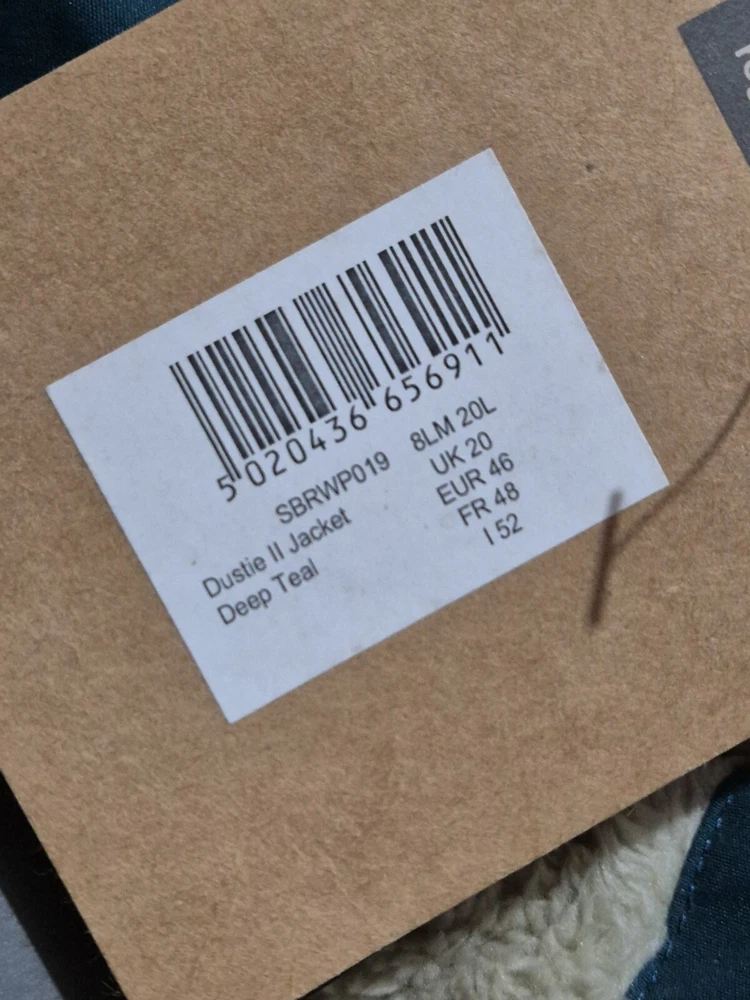 5 020436 656911
SBRWP019 8LM 20L
UK 20
Dustie II Jacket EUR 46
Deep Teal FR 48
I 52